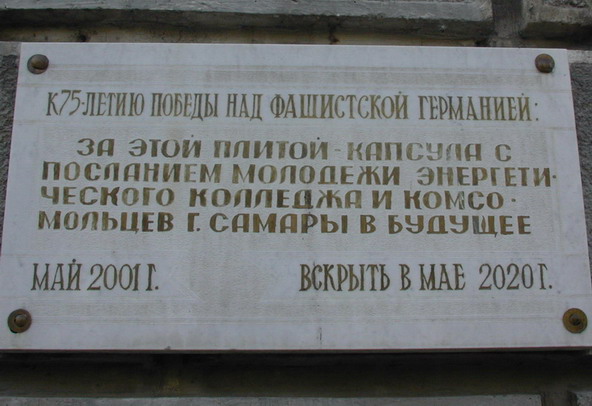 К 75-ЛЕТИЮ ПОБЕДЫ НАД ФАШИСТСКОЙ ГЕРМАНИЕЙ:
ЗА ЭТОЙ ПЛИТОЙ - КАПСУЛА С
ПОСЛАНИЕМ МОЛОДЕЖИ ЭНЕРГЕТИ-
ЧЕСКОГО КОЛЛЕДЖА И КОМСО-
МОЛЬЦЕВ Г. САМАРЫ В БУДУЩЕЕ
МАЙ 2001 Г. ВСКРЫТЬ В МАЕ 2020 Г.